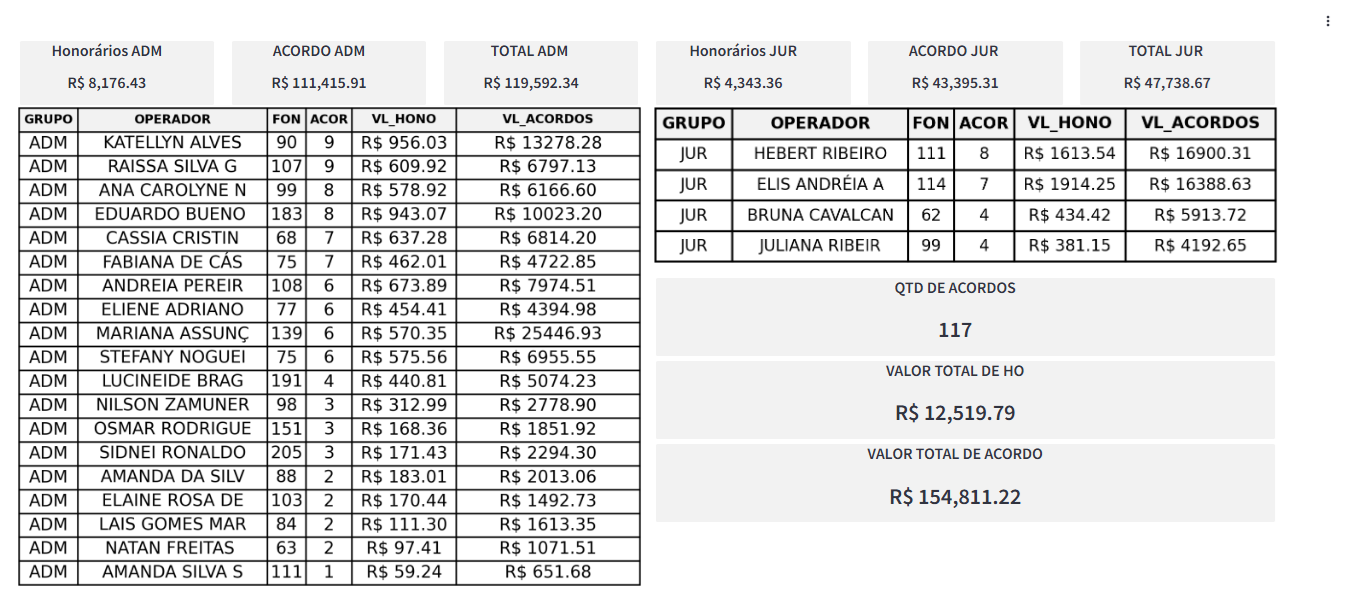 Honorários ADM
R$ 8,176.43
ACORDO ADM
R$ 111,415.91
TOTAL ADM
R$ 119,592.34
Honorários JUR
R$ 4,343.36
ACORDO JUR
R$ 43,395.31
TOTAL JUR
R$ 47,738.67
GRUPO OPERADOR FON ACOR VL_HONO VL_ACORDOS
ADM KATELLYN ALVES 90 9 R$ 956.03 R$ 13278.28
ADM RAISSA SILVA G 107 9 R$ 609.92 R$ 6797.13
ADM ANA CAROLYNE N 99 8 R$ 578.92 R$ 6166.60
ADM EDUARDO BUENO 183 8 R$ 943.07 R$ 10023.20
ADM CASSIA CRISTIN 68 7 R$ 637.28 R$ 6814.20
ADM FABIANA DE CÁS 75 7 R$ 462.01 R$ 4722.85
ADM ANDREIA PEREIR 108 6 R$ 673.89 R$ 7974.51
ADM ELIENE ADRIANO 77 6 R$ 454.41 R$ 4394.98
ADM MARIANA ASSUNÇ 139 6 R$ 570.35 R$ 25446.93
ADM STEFANY NOGUEI 75 6 R$ 575.56 R$ 6955.55
ADM LUCINEIDE BRAG 191 4 R$ 440.81 R$ 5074.23
ADM NILSON ZAMUNER 98 3 R$ 312.99 R$ 2778.90
ADM OSMAR RODRIGUE 151 3 R$ 168.36 R$ 1851.92
ADM SIDNEI RONALDO 205 3 R$ 171.43 R$ 2294.30
ADM AMANDA DA SILV 88 2 R$ 183.01 R$ 2013.06
ADM ELAINE ROSA DE 103 2 R$ 170.44 R$ 1492.73
ADM LAIS GOMES MAR 84 2 R$ 111.30 R$ 1613.35
ADM NATAN FREITAS 63 2 R$ 97.41 R$ 1071.51
ADM AMANDA SILVA S 111 1 R$ 59.24 R$ 651.68
GRUPO OPERADOR FON ACOR VL_HONO VL_ACORDOS
JUR HEBERT RIBEIRO 111 8 R$ 1613.54 R$ 16900.31
JUR ELIS ANDRÉIA A 114 7 R$ 1914.25 R$ 16388.63
JUR BRUNA CAVALCAN 62 4 R$ 434.42 R$ 5913.72
JUR JULIANA RIBEIR 99 4 R$ 381.15 R$ 4192.65
QTD DE ACORDOS
117
VALOR TOTAL DE HO
R$ 12,519.79
VALOR TOTAL DE ACORDO
R$ 154,811.22